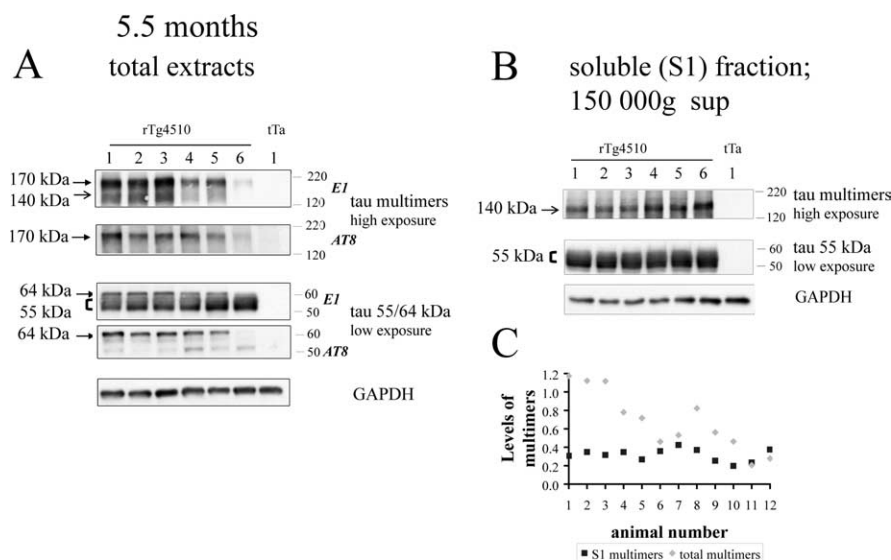 5.5 months
A total extracts
rTg4510 tTa
1 2 3 4 5 6 1
170 kDa 220 E1
140 kDa 120
tau multimers
high exposure
170 kDa 220 AT8
120
64 kDa 60 E1
55 kDa 50
tau 55/64 kDa
low exposure
64 kDa 60
50 AT8
GAPDH
B soluble (S1) fraction;
150 000g sup
rTg4510 tTa
1 2 3 4 5 6 1
220
140 kDa 120
tau multimers
high exposure
55 kDa 60
50
tau 55 kDa
low exposure
GAPDH
C
Levels of
multimers
1.2
1.0
0.8
0.6
0.4
0.2
0.0
1 2 3 4 5 6 7 8 9 10 11 12
animal number
S1 multimers total multimers